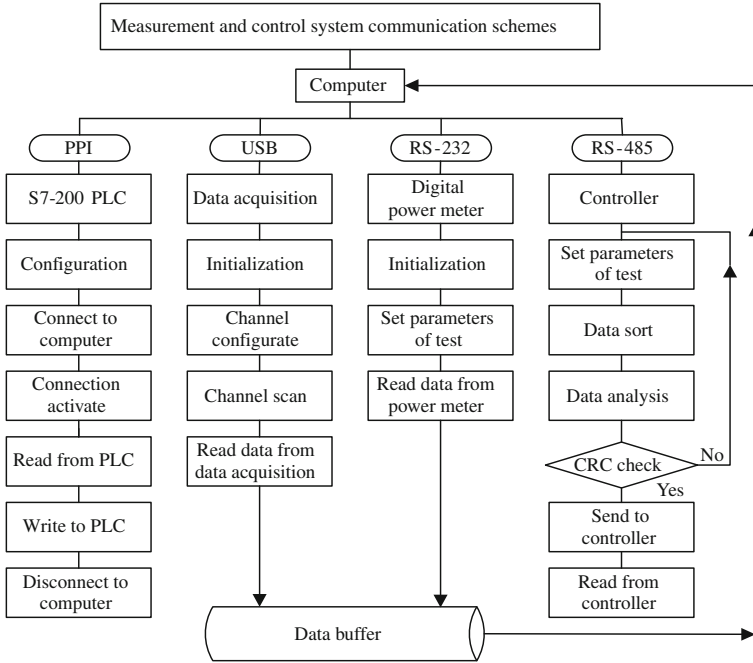 Measurement and control system communication schemes
Computer
PPI
USB
RS-232
RS-485
S7-200 PLC
Data acquisition
Digital
power meter
Controller
Configuration
Initialization
Initialization
Set parameters
of test
Connect to
computer
Channel
configurate
Set parameters
of test
Data sort
Connection
activate
Channel scan
Read data from
power meter
Data analysis
Read from PLC
Read data from
data acquisition
CRC check
No
Yes
Write to PLC
Send to
controller
Disconnect to
computer
Read from
controller
Data buffer